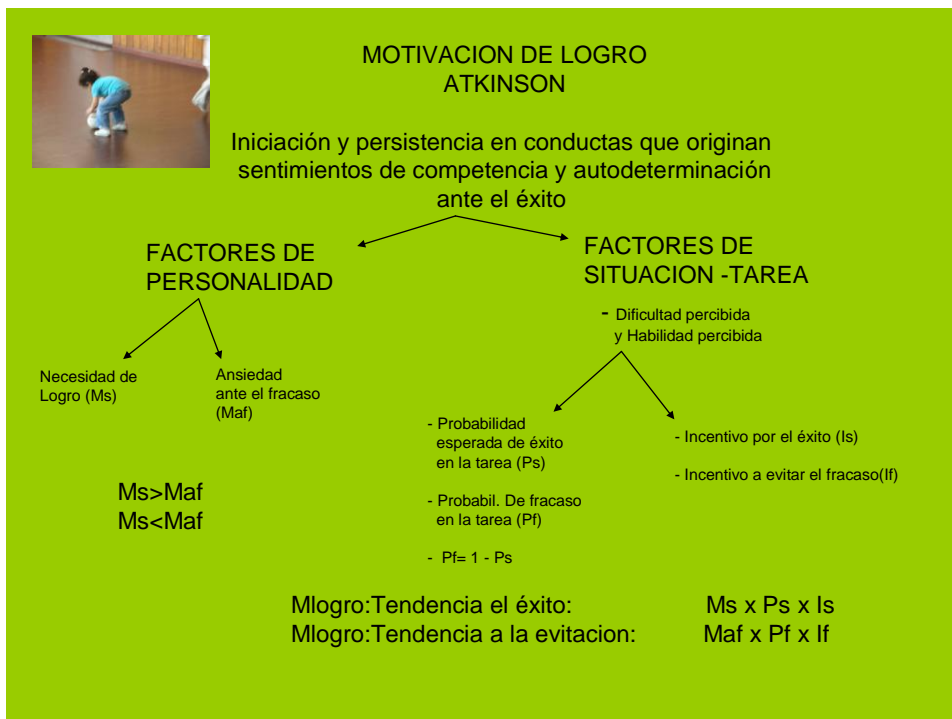 MOTIVACION DE LOGRO
ATKINSON
Iniciación y persistencia en conductas que originan
sentimientos de competencia y autodeterminación
ante el éxito
FACTORES DE
PERSONALIDAD
FACTORES DE
SITUACION -TAREA
- Dificultad percibida
y Habilidad percibida
Necesidad de
Logro (Ms)
Ansiedad
ante el fracaso
(Maf)
- Probabilidad
esperada de éxito
en la tarea (Ps)
- Probabil. De fracaso
en la tarea (Pf)
- Pf= 1 - Ps
- Incentivo por el éxito (Is)
- Incentivo a evitar el fracaso(If)
Ms>Maf
Ms<Maf
Mlogro:Tendencia el éxito: Ms x Ps x Is
Mlogro:Tendencia a la evitacion: Maf x Pf x If